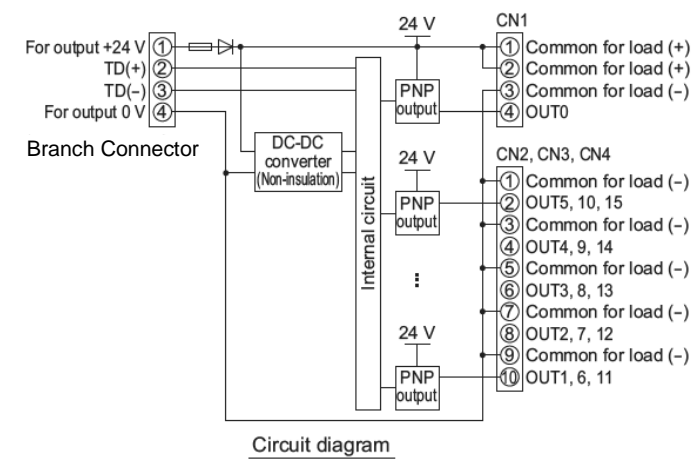 24 V
CN1
For output +24 V ①
① Common for load (+)
TD(+) ②
② Common for load (+)
TD(−) ③
PNP output
③ Common for load (−)
For output 0 V ④
④ OUT0
Branch Connector
DC-DC
converter
(Non-insulation)
24 V
CN2, CN3, CN4
① Common for load (−)
PNP
output
② OUT5, 10, 15
③ Common for load (−)
Internal circuit
④ OUT4, 9, 14
⑤ Common for load (−)
⑥ OUT3, 8, 13
⑦ Common for load (−)
24 V
⑧ OUT2, 7, 12
⑨ Common for load (−)
PNP
output
⑩ OUT1, 6, 11
Circuit diagram